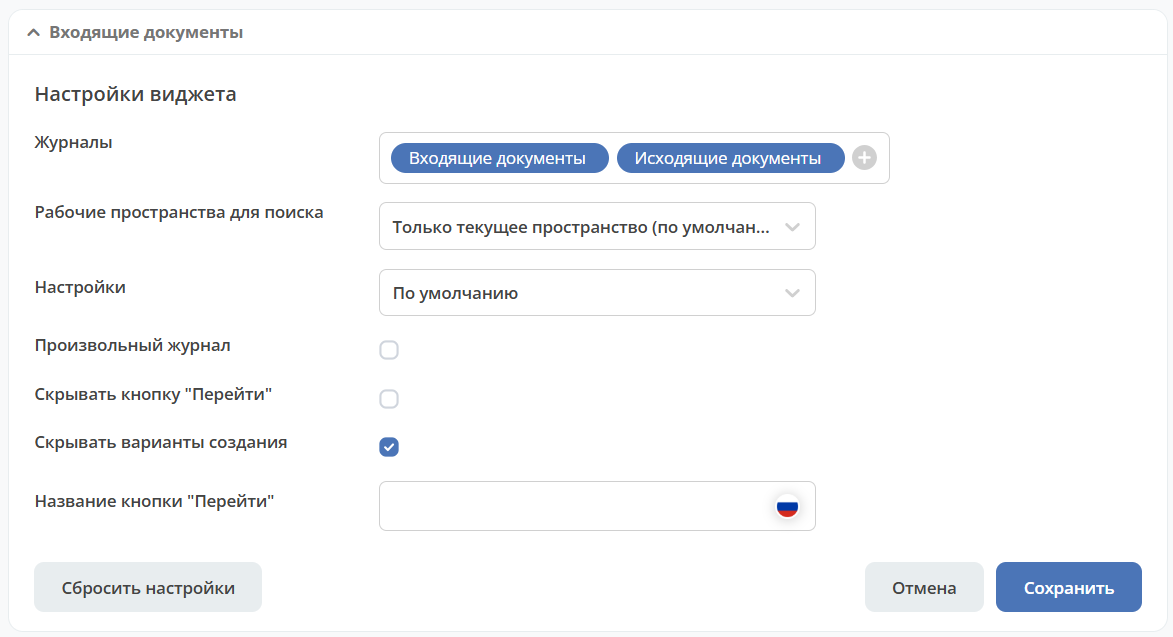 Входящие документы
Настройки виджета
Журналы
Входящие документы Исходящие документы
Рабочие пространства для поиска
Только текущее пространство (по умолчан...
Настройки
По умолчанию
Произвольный журнал
Скрывать кнопку "Перейти"
Скрывать варианты создания
Название кнопки "Перейти"
Сбросить настройки
Отмена
Сохранить